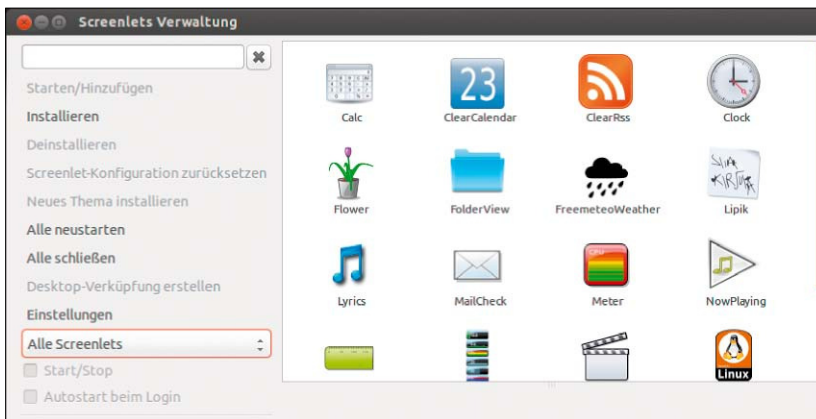 Screenlets Verwaltung
Starten/Hinzufügen
Installieren
Deinstallieren
Screenlet-Konfiguration zurücksetzen
Neues Thema installieren
Alle neustarten
Alle schließen
Desktop-Verküpfung erstellen
Einstellungen
Alle Screenlets
Start/Stop
Autostart beim Login
Calc
23
ClearCalendar
ClearRss
Clock
Flower
FolderView
FreemeteoWeather
Lipik
Lyrics
MailCheck
CPU
Meter
NowPlaying
Linux